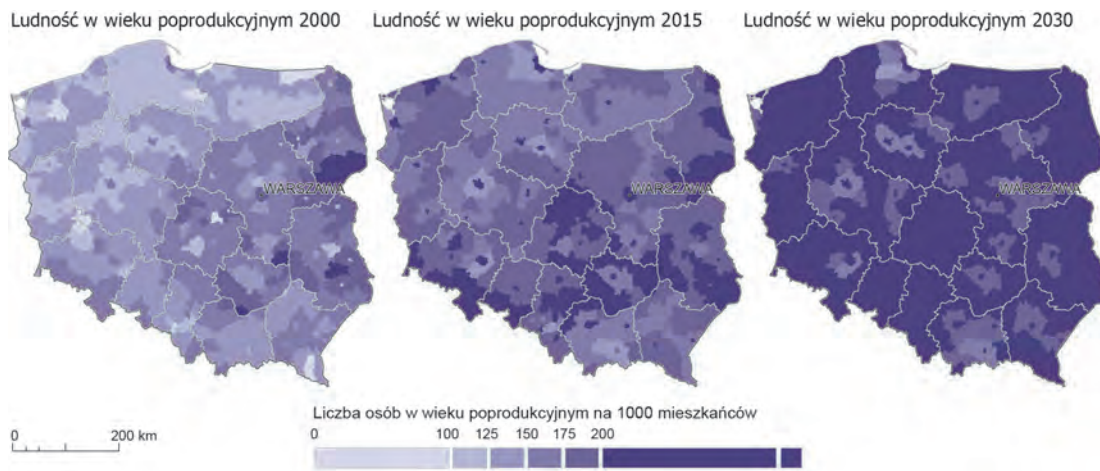 Ludność w wieku poprodukcyjnym 2000
Ludność w wieku poprodukcyjnym 2015
Ludność w wieku poprodukcyjnym 2030
WARSZAWA
WARSZAWA
WARSZAWA
Liczba osób w wieku poprodukcyjnym na 1000 mieszkańców
0 200 km
0 100 125 150 175 200